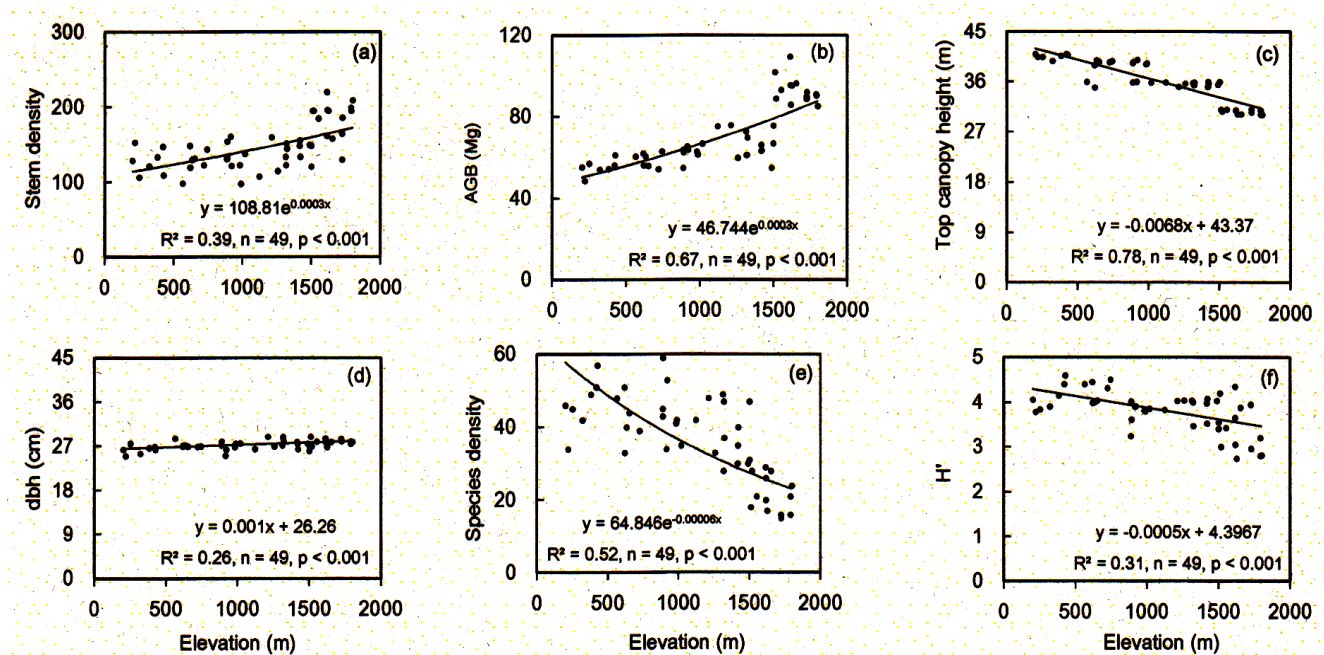 300
(a)
200
100
0
Stem density
y = 108.81e^0.0003x
R² = 0.39, n = 49, p < 0.001
0 500 1000 1500 2000
120
(b)
80
40
0
AGB (Mg)
y = 46.744e^0.0003x
R² = 0.67, n = 49, p < 0.001
0 500 1000 1500 2000
45
(c)
36
27
18
9
0
Top canopy height (m)
y = -0.0068x + 43.37
R² = 0.78, n = 49, p < 0.001
0 500 1000 1500 2000
45
(d)
36
27
18
9
0
dbh (cm)
y = 0.001x + 26.26
R² = 0.26, n = 49, p < 0.001
0 500 1000 1500 2000
Elevation (m)
60
(e)
40
20
0
Species density
y = 64.846e^-0.00006x
R² = 0.52, n = 49, p < 0.001
0 500 1000 1500 2000
Elevation (m)
5
(f)
4
3
2
1
0
H'
y = -0.0005x + 4.3967
R² = 0.31, n = 49, p < 0.001
0 500 1000 1500 2000
Elevation (m)